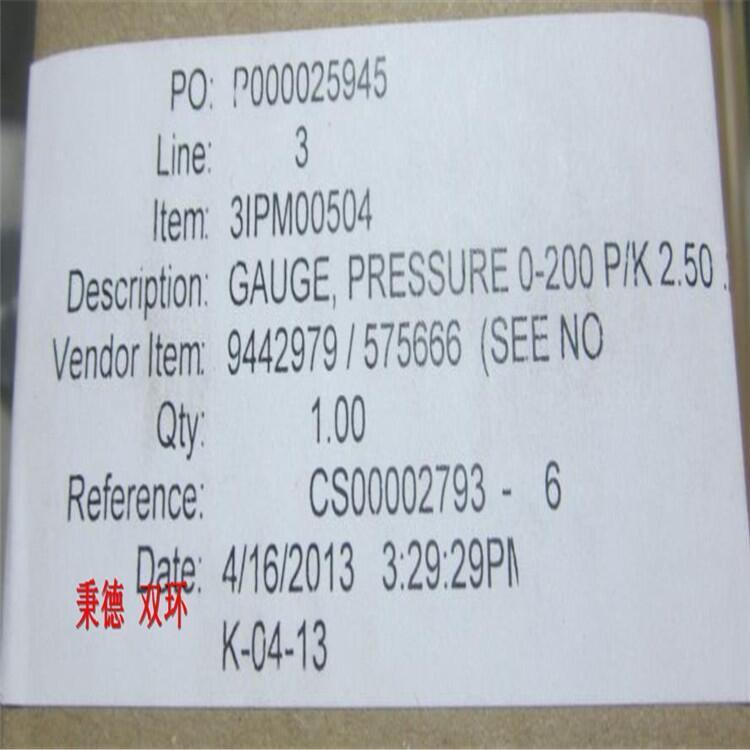 PO: P000025945
Line: 3
Item: 3IPM00504
Description: GAUGE, PRESSURE 0-200 P/K 2.50
Vendor Item: 9442979 / 575666 (SEE NO
Qty: 1.00
Reference: CS00002793 - 6
Date: 4/16/2013 3:29:29PM
秉德 双环
K-04-13